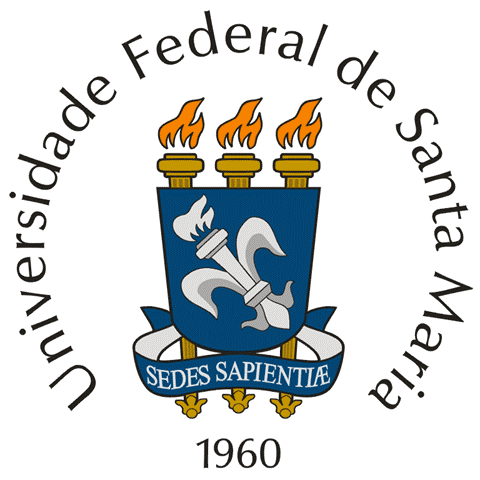 Universidade Federal de Santa Maria
SEDES SAPIENTIÆ
1960